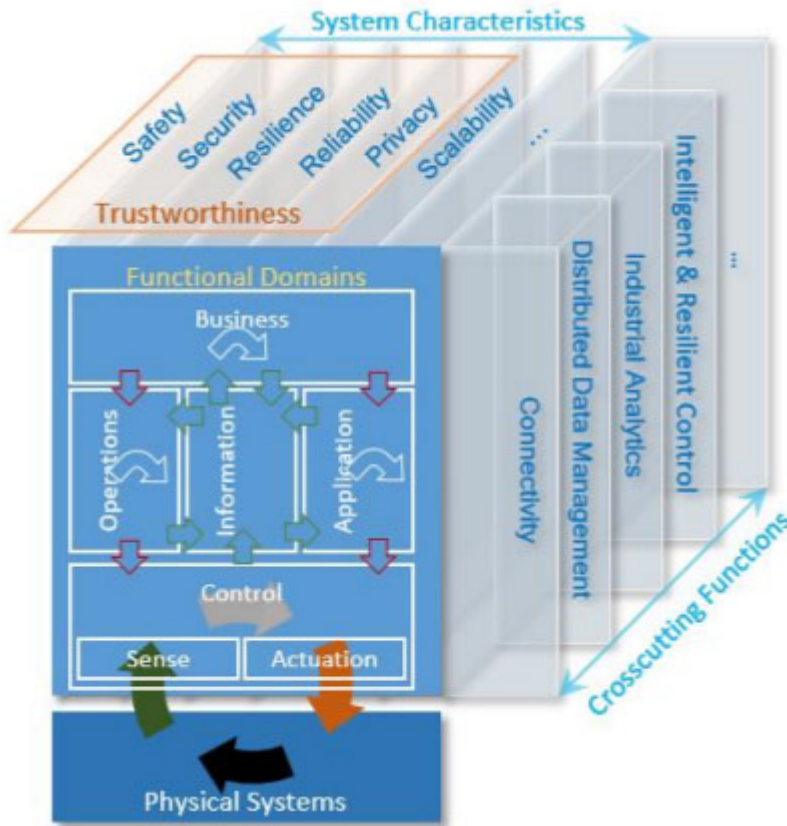 System Characteristics
Safety
Security
Resilience
Reliability
Privacy
Scalability
...
Trustworthiness
Functional Domains
Business
Operations
Information
Application
Control
Sense
Actuation
Physical Systems
Connectivity
Distributed Data Management
Industrial Analytics
Intelligent & Resilient Control
...
Crosscutting Functions